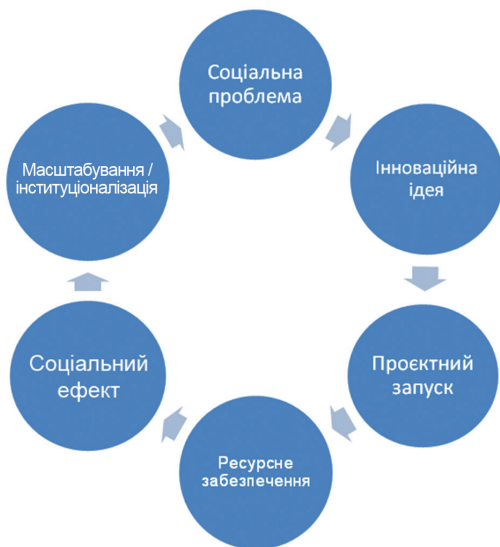 Соціальна
проблема
Інноваційна
ідея
Проєктний
запуск
Ресурсне
забезпечення
Соціальний
ефект
Масштабування /
інституціоналізація